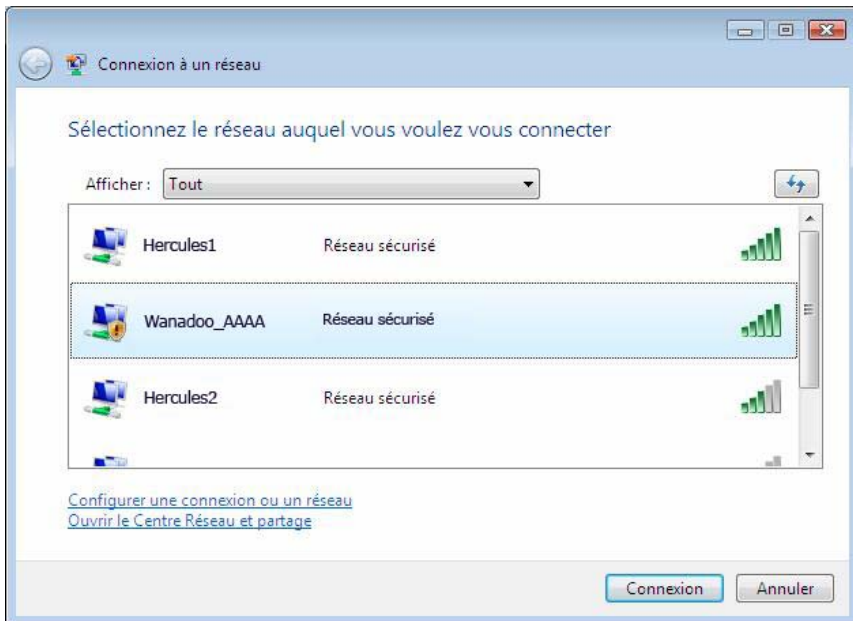 Connexion à un réseau
Sélectionnez le réseau auquel vous voulez vous connecter
Afficher : Tout
Hercules1 Réseau sécurisé
Wanadoo_AAAA Réseau sécurisé
Hercules2 Réseau sécurisé
Configurer une connexion ou un réseau
Ouvrir le Centre Réseau et partage
Connexion Annuler